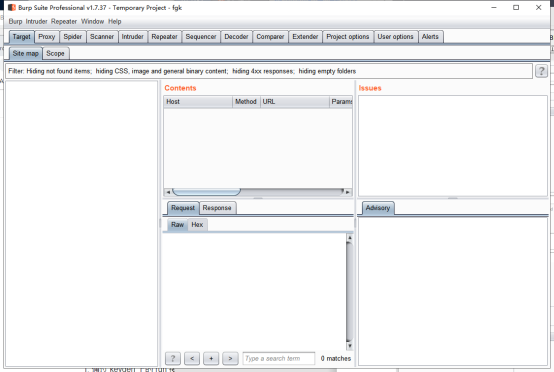 Burp Suite Professional v1.7.37 - Temporary Project - fgk
Burp Intruder Repeater Window Help
Target Proxy Spider Scanner Intruder Repeater Sequencer Decoder Comparer Extender Project options User options Alerts
Site map Scope
Filter: Hiding not found items; hiding CSS, image and general binary content; hiding 4xx responses; hiding empty folders
?
Contents
Host Method URL Params
Issues
Request Response
Raw Hex
Advisory
? < + > Type a search term 0 matches